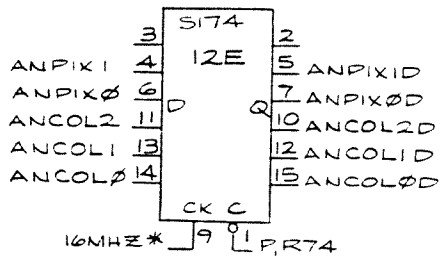 S174
3 2
12E
ANPIX1 4 5 ANPIX1D
ANPIXØ 6 D Q 7 ANPIXØD
ANCOL2 11 10 ANCOL2D
ANCOL1 13 12 ANCOL1D
ANCOLØ 14 15 ANCOLØD
CK C
16MHZ* 9 1 P,R74